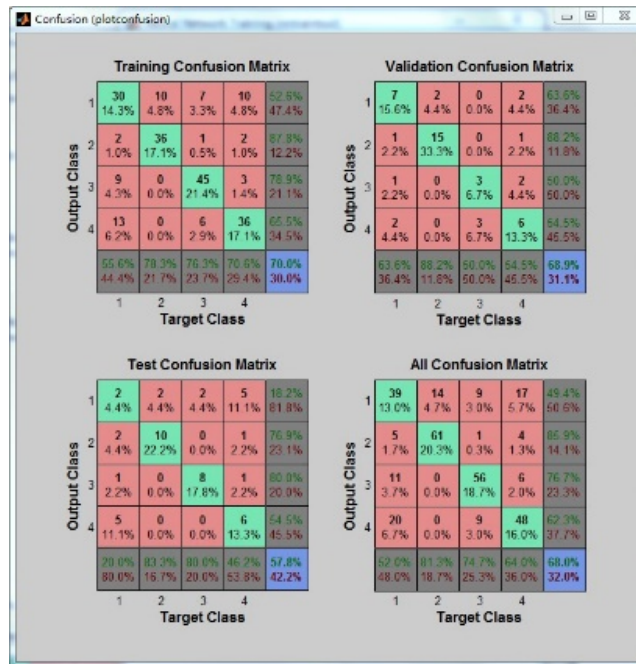 Confusion (plotconfusion)
Training Confusion Matrix
Output Class
1 30 10 7 10 52.6%
14.3% 4.8% 3.3% 4.8% 47.4%
2 2 36 1 2 87.8%
1.0% 17.1% 0.5% 1.0% 12.2%
3 9 0 45 3 78.9%
4.3% 0.0% 21.4% 1.4% 21.1%
4 13 0 6 36 65.5%
6.2% 0.0% 2.9% 17.1% 34.5%
55.6% 78.3% 76.3% 70.6% 70.0%
44.4% 21.7% 23.7% 29.4% 30.0%
1 2 3 4
Target Class
Validation Confusion Matrix
Output Class
1 7 2 0 2 63.6%
15.6% 4.4% 0.0% 4.4% 36.4%
2 1 15 0 1 88.2%
2.2% 33.3% 0.0% 2.2% 11.8%
3 1 0 3 2 50.0%
2.2% 0.0% 6.7% 4.4% 50.0%
4 2 0 3 6 54.5%
4.4% 0.0% 6.7% 13.3% 45.5%
63.6% 88.2% 50.0% 54.5% 68.9%
36.4% 11.8% 50.0% 45.5% 31.1%
1 2 3 4
Target Class
Test Confusion Matrix
Output Class
1 2 2 2 5 18.2%
4.4% 4.4% 4.4% 11.1% 81.8%
2 2 10 0 1 76.9%
4.4% 22.2% 0.0% 2.2% 23.1%
3 1 0 8 1 80.0%
2.2% 0.0% 17.8% 2.2% 20.0%
4 5 0 0 6 54.5%
11.1% 0.0% 0.0% 13.3% 45.5%
20.0% 83.3% 80.0% 46.2% 57.8%
80.0% 16.7% 20.0% 53.8% 42.2%
1 2 3 4
Target Class
All Confusion Matrix
Output Class
1 39 14 9 17 49.4%
13.0% 4.7% 3.0% 5.7% 50.6%
2 5 61 1 4 85.9%
1.7% 20.3% 0.3% 1.3% 14.1%
3 11 0 56 6 76.7%
3.7% 0.0% 18.7% 2.0% 23.3%
4 20 0 9 48 62.3%
6.7% 0.0% 3.0% 16.0% 37.7%
52.0% 81.3% 74.7% 64.0% 68.0%
48.0% 18.7% 25.3% 36.0% 32.0%
1 2 3 4
Target Class